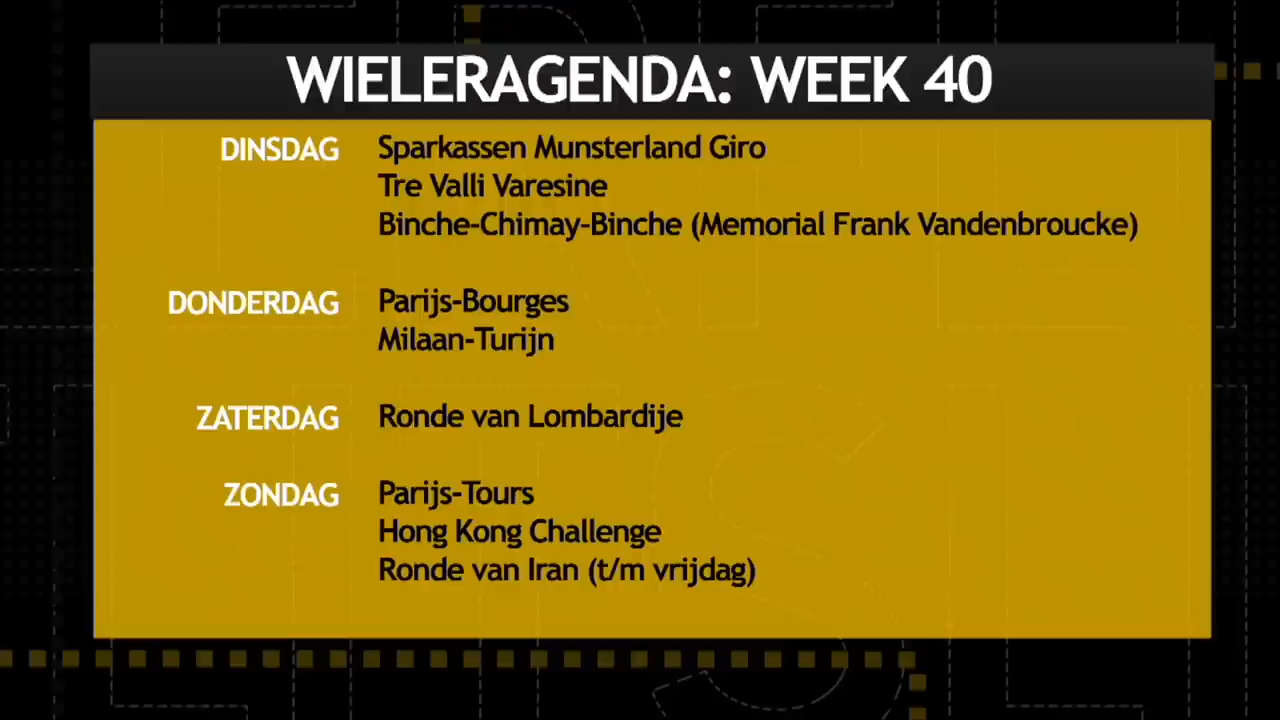 WIELERAGENDA: WEEK 40
DINSDAG Sparkassen Munsterland Giro
Tre Valli Varesine
Binche-Chimay-Binche (Memorial Frank Vandenbroucke)
DONDERDAG Parijs-Bourges
Milaan-Turijn
ZATERDAG Ronde van Lombardije
ZONDAG Parijs-Tours
Hong Kong Challenge
Ronde van Iran (t/m vrijdag)